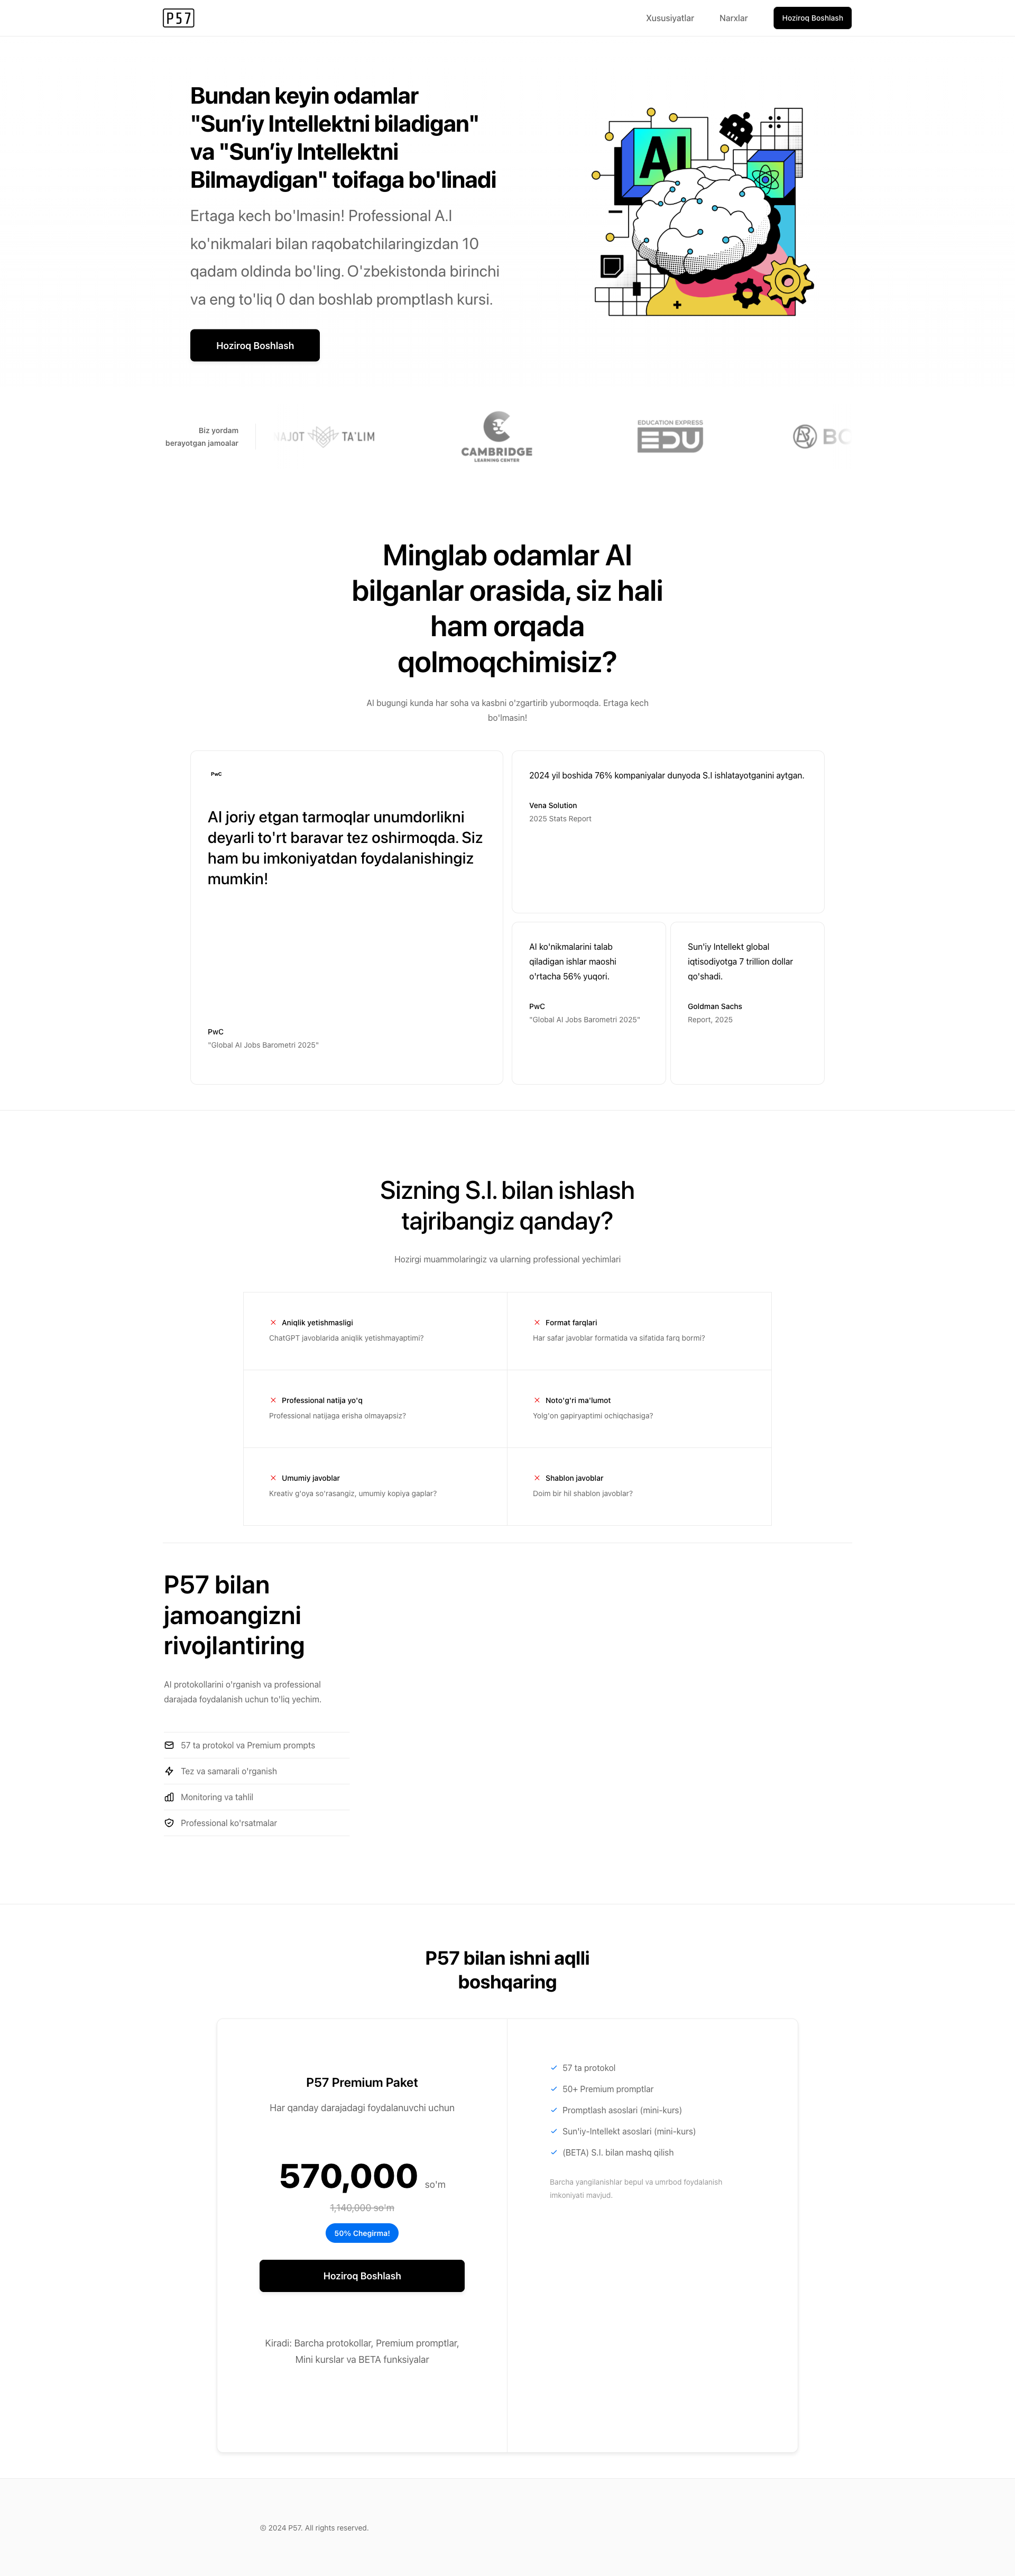 P57
Xususiyatlar
Narxlar
Hoziroq Boshlash
Bundan keyin odamlar
"Sun’iy Intellektni biladigan"
va "Sun’iy Intellektni
Bilmaydigan" toifaga bo'linadi
Ertaga kech bo'lmasin! Professional A.I
ko'nikmalari bilan raqobatchilaringizdan 10
qadam oldinda bo'ling. O'zbekistonda birinchi
va eng to'liq 0 dan boshlab promptlash kursi.
Hoziroq Boshlash
AI
Biz yordam
berayotgan jamoalar
NAJOT TA'LIM
CAMBRIDGE
LEARNING CENTER
EDUCATION EXPRESS
EDU
Minglab odamlar AI
bilganlar orasida, siz hali
ham orqada
qolmoqchimisiz?
AI bugungi kunda har soha va kasbni o'zgartirib yubormoqda. Ertaga kech
bo'lmasin!
PwC
AI joriy etgan tarmoqlar unumdorlikni
deyarli to'rt baravar tez oshirmoqda. Siz
ham bu imkoniyatdan foydalanishingiz
mumkin!
PwC
"Global AI Jobs Barometri 2025"
2024 yil boshida 76% kompaniyalar dunyoda S.I ishlatayotganini aytgan.
Vena Solution
2025 Stats Report
AI ko'nikmalarini talab
qiladigan ishlar maoshi
o'rtacha 56% yuqori.
PwC
"Global AI Jobs Barometri 2025"
Sun'iy Intellekt global
iqtisodiyotga 7 trillion dollar
qo'shadi.
Goldman Sachs
Report, 2025
Sizning S.I. bilan ishlash
tajribangiz qanday?
Hozirgi muammolaringiz va ularning professional yechimlari
Aniqlik yetishmasligi
ChatGPT javoblarida aniqlik yetishmayaptimi?
Format farqlari
Har safar javoblar formatida va sifatida farq bormi?
Professional natija yo'q
Professional natijaga erisha olmayapsiz?
Noto'g'ri ma'lumot
Yolg'on gapiryaptimi ochiqchasiga?
Umumiy javoblar
Kreativ g'oya so'rasangiz, umumiy kopiya gaplar?
Shablon javoblar
Doim bir hil shablon javoblar?
P57 bilan
jamoangizni
rivojlantiring
AI protokollarini o'rganish va professional
darajada foydalanish uchun to'liq yechim.
57 ta protokol va Premium prompts
Tez va samarali o'rganish
Monitoring va tahlil
Professional ko'rsatmalar
P57 bilan ishni aqlli
boshqaring
P57 Premium Paket
Har qanday darajadagi foydalanuvchi uchun
570,000 so'm
1,140,000 so'm
50% Chegirma!
Hoziroq Boshlash
Kiradi: Barcha protokollar, Premium promptlar,
Mini kurslar va BETA funksiyalar
57 ta protokol
50+ Premium promptlar
Promptlash asoslari (mini-kurs)
Sun'iy-Intellekt asoslari (mini-kurs)
(BETA) S.I. bilan mashq qilish
Barcha yangilanishlar bepul va umrbod foydalanish
imkoniyati mavjud.
© 2024 P57. All rights reserved.